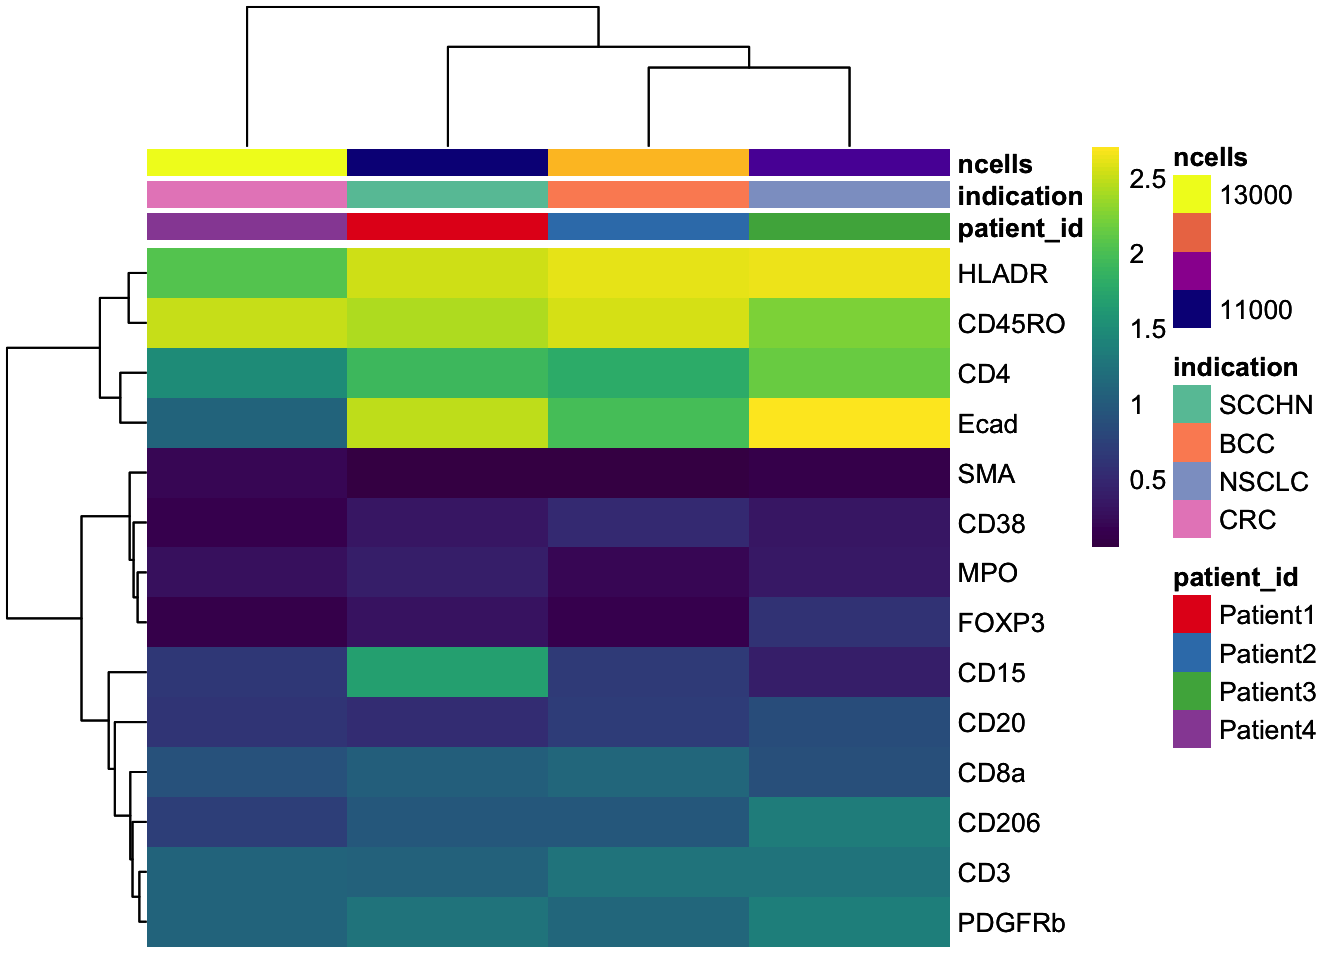 ncells
indication
patient_id
HLADR
CD45RO
CD4
Ecad
SMA
CD38
MPO
FOXP3
CD15
CD20
CD8a
CD206
CD3
PDGFRb
2.5
2
1.5
1
0.5
ncells
13000
11000
indication
SCCHN
BCC
NSCLC
CRC
patient_id
Patient1
Patient2
Patient3
Patient4